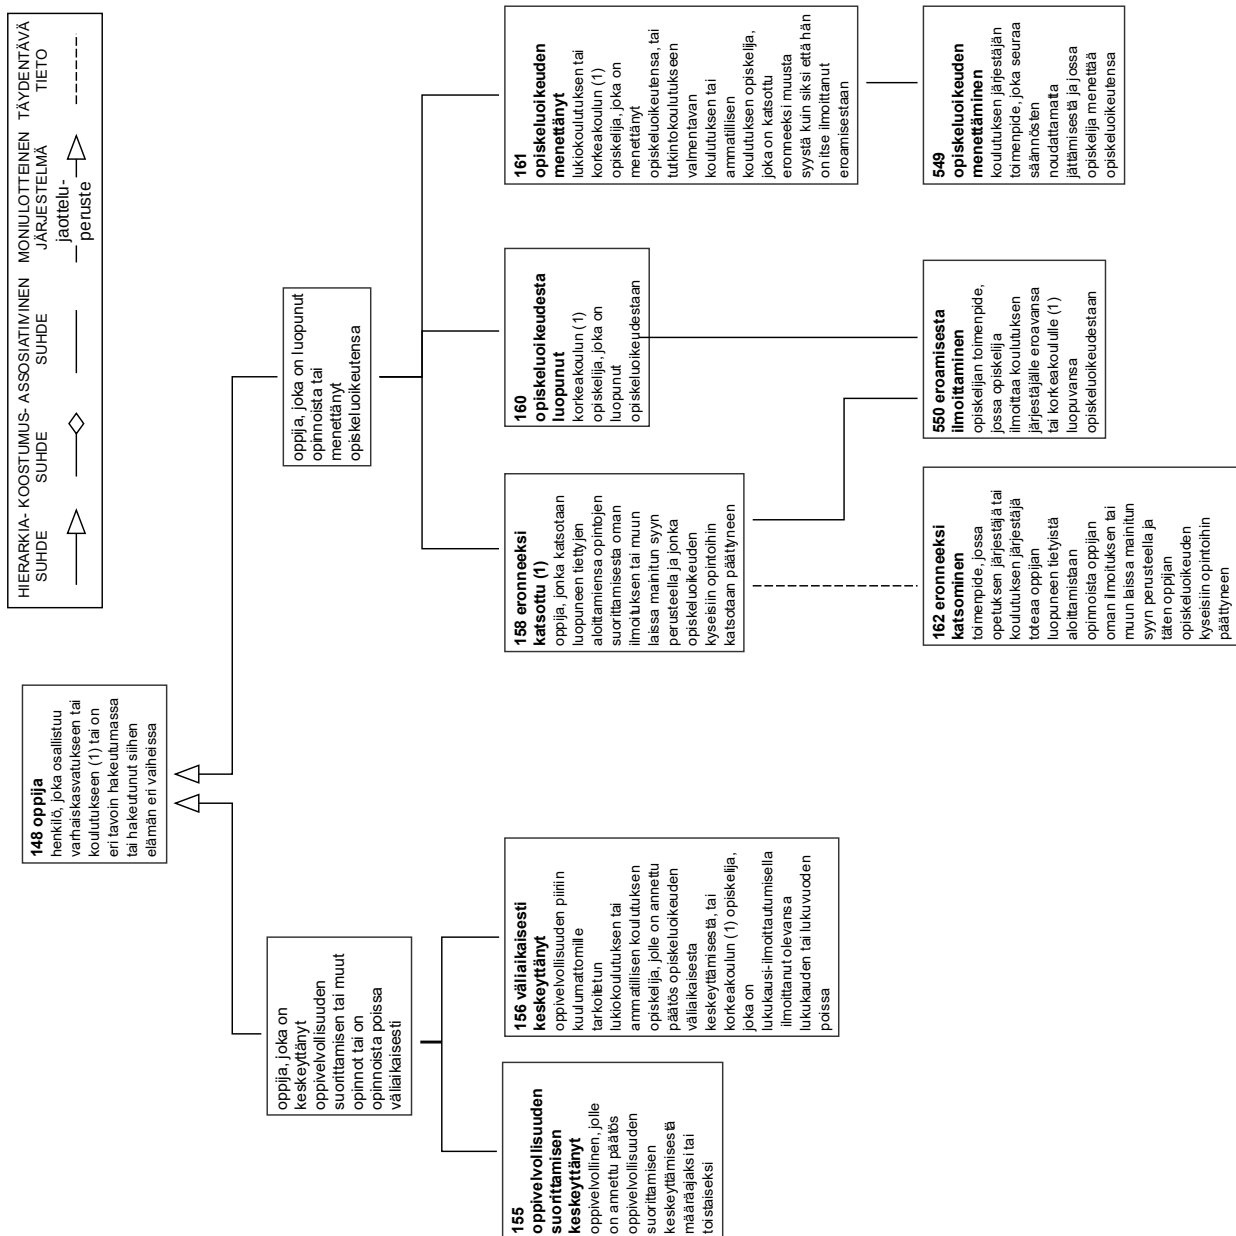 HIERARKIA- KOOSTUMUS- ASSOSIATIIVINEN MONIULOTTEINEN TÄYDENTÄVÄ
SUHDE SUHDE SUHDE JÄRJESTELMÄ TIETO
jaottelu-
peruste
148 oppija
henkilö, joka osallistuu
varhaiskasvatukseen tai
koulutukseen (1) tai on
eri tavoin hakeutumassa
tai hakeutunut siihen
elämän eri vaiheissa
oppija, joka on
keskeyttänyt
oppivelvollisuuden
suorittamisen tai muut
opinnot tai on
opinnoista poissa
väliaikaisesti
oppija, joka on luopunut
opinnoista tai
menettänyt
opiskeluoikeutensa
155
oppivelvollisuuden
suorittamisen
keskeyttänyt
oppivelvollinen, jolle
on annettu päätös
oppivelvollisuuden
suorittamisen
keskeyttämisestä
määräajaksi tai
toistaiseksi
156 väliaikaisesti
keskeyttänyt
oppivelvollisuuden piiriin
kuulumattomille
tarkoitetun
lukiokoulutuksen tai
ammatillisen koulutuksen
opiskelija, jolle on annettu
päätös opiskeluoikeuden
väliaikaisesta
keskeyttämisestä, tai
korkeakoulun (1) opiskelija,
joka on
lukukausi-ilmoittautumisella
ilmoittanut olevansa
lukukauden tai lukuvuoden
poissa
158 eronneeksi
katsottu (1)
oppija, jonka katsotaan
luopuneen tiettyjen
aloittamiensa opintojen
suorittamisesta oman
ilmoituksen tai muun
laissa mainitun syyn
perusteella ja jonka
opiskeluoikeuden
kyseisiin opintoihin
katsotaan päättyneen
160
opiskeluoikeudesta
luopunut
korkeakoulun (1)
opiskelija, joka on
luopunut
opiskeluoikeudestaan
161
opiskeluoikeuden
menettänyt
lukiokoulutuksen tai
korkeakoulun (1)
opiskelija, joka on
menettänyt
opiskeluoikeutensa, tai
tutkintokoulutukseen
valmentavan
koulutuksen tai
ammatillisen
koulutuksen opiskelija,
joka on katsottu
eronneeksi muusta
syystä kuin siksi että hän
on itse ilmoittanut
eroamisestaan
162 eronneeksi
katsominen
toimenpide, jossa
opetuksen järjestäjä tai
koulutuksen järjestäjä
toteaa oppijan
luopuneen tietyistä
aloittamistaan
opinnoista oppijan
oman ilmoituksen tai
muun laissa mainitun
syyn perusteella ja
täten oppijan
opiskeluoikeuden
kyseisiin opintoihin
päättyneen
550 eroamisesta
ilmoittaminen
opiskelijan toimenpide,
jossa opiskelija
ilmoittaa koulutuksen
järjestäjälle eroavansa
tai korkeakoululle (1)
luopuvansa
opiskeluoikeudestaan
549
opiskeluoikeuden
menettäminen
koulutuksen järjestäjän
toimenpide, joka seuraa
säännösten
noudattamatta
jättämisestä ja jossa
opiskelija menettää
opiskeluoikeutensa